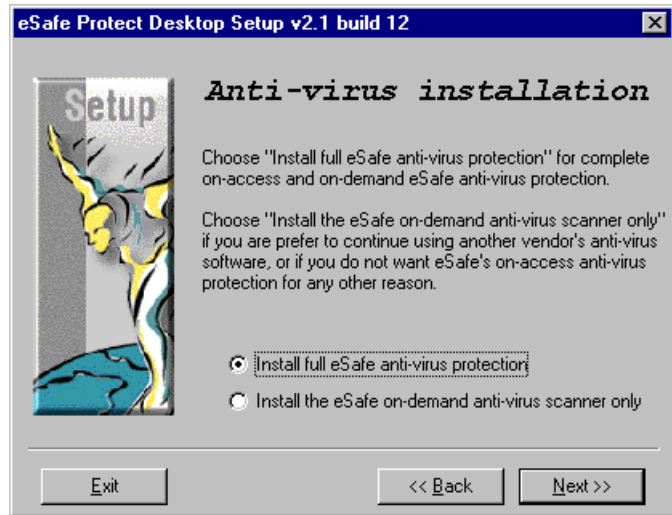 eSafe Protect Desktop Setup v2.1 build 12
Setup
Anti-virus installation
Choose "Install full eSafe anti-virus protection" for complete
on-access and on-demand eSafe anti-virus protection.
Choose "Install the eSafe on-demand anti-virus scanner only"
if you are prefer to continue using another vendor's anti-virus
software, or if you do not want eSafe's on-access anti-virus
protection for any other reason.
Install full eSafe anti-virus protection
Install the eSafe on-demand anti-virus scanner only
Exit
<< Back
Next >>